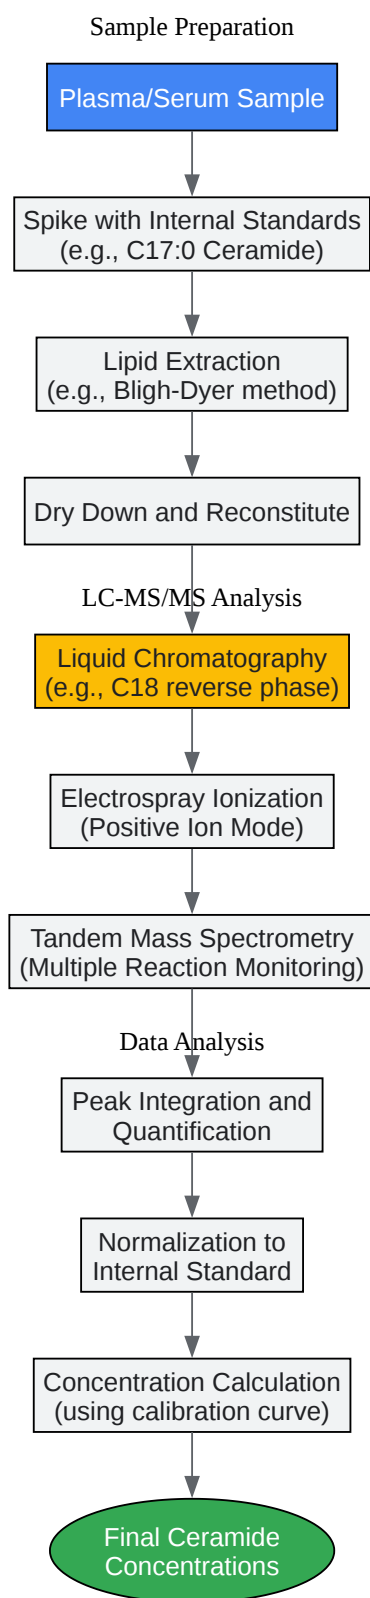 Sample Preparation
Plasma/Serum Sample
Spike with Internal Standards
(e.g., C17:0 Ceramide)
Lipid Extraction
(e.g., Bligh-Dyer method)
Dry Down and Reconstitute
LC-MS/MS Analysis
Liquid Chromatography
(e.g., C18 reverse phase)
Electrospray Ionization
(Positive Ion Mode)
Tandem Mass Spectrometry
(Multiple Reaction Monitoring)
Data Analysis
Peak Integration and
Quantification
Normalization to
Internal Standard
Concentration Calculation
(using calibration curve)
Final Ceramide
Concentrations